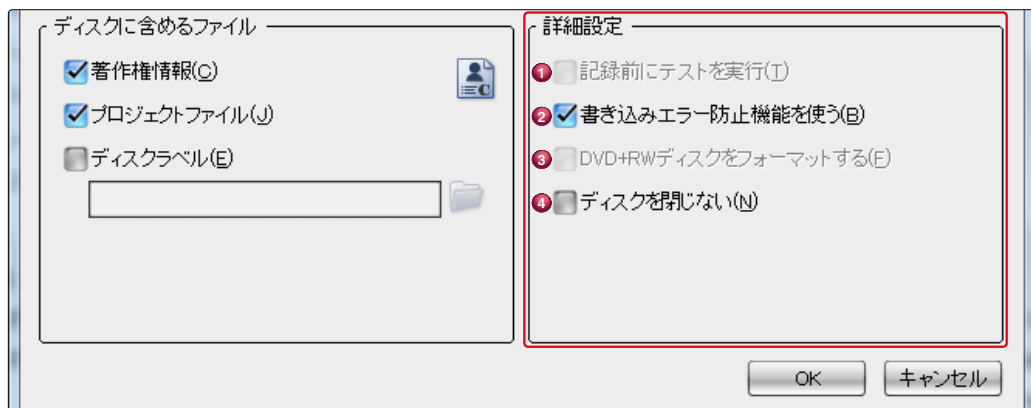 ディスクに含めるファイル
著作権情報(C)
プロジェクトファイル(J)
ディスクラベル(E)
詳細設定
1 記録前にテストを実行(T)
2 書き込みエラー防止機能を使う(B)
3 DVD+RWディスクをフォーマットする(F)
4 ディスクを閉じない(N)
OK
キャンセル